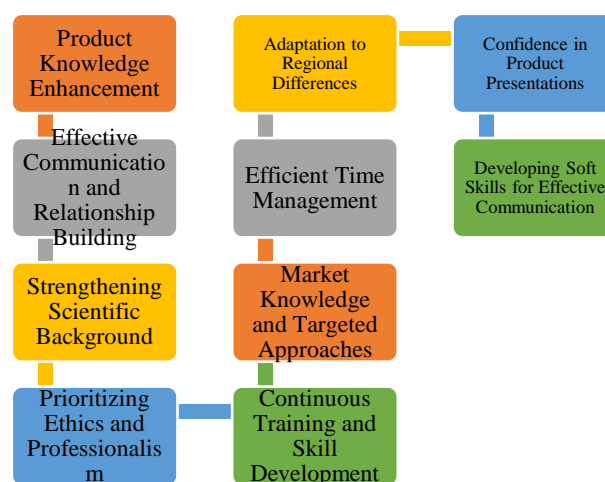 Product
Knowledge
Enhancement
Effective
Communicatio
n and
Relationship
Building
Strengthening
Scientific
Background
Prioritizing
Ethics and
Professionalis
m
Continuous
Training and
Skill
Development
Market
Knowledge
and Targeted
Approaches
Efficient Time
Management
Adaptation to
Regional
Differences
Confidence in
Product
Presentations
Developing Soft
Skills for Effective
Communication